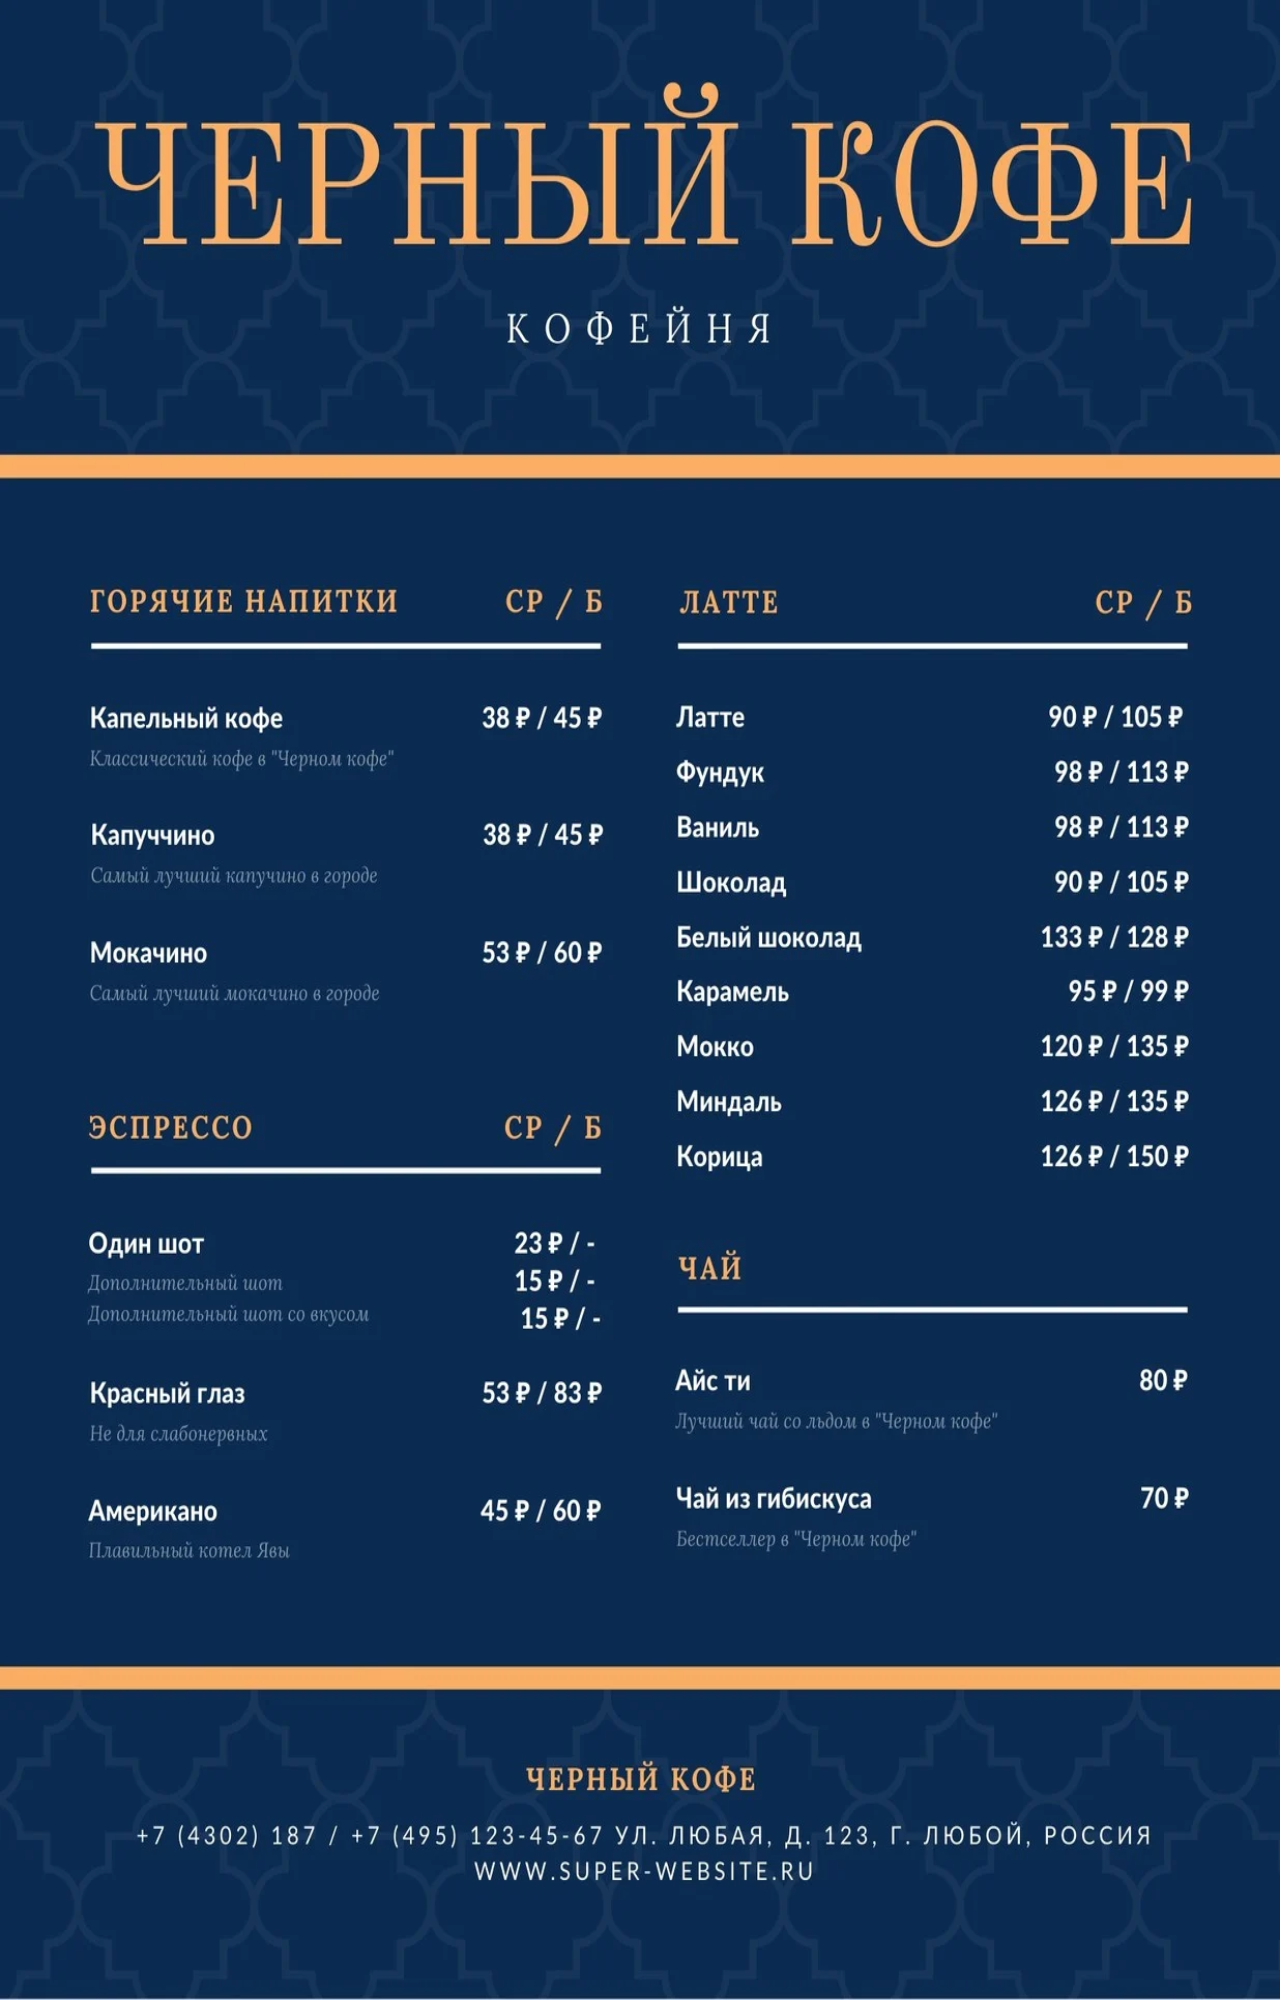 ЧЕРНЫЙ КОФЕ
КОФЕЙНЯ
ГОРЯЧИЕ НАПИТКИ СР / Б
Капельный кофе 38 ₽ / 45 ₽
Классический кофе в "Черном кофе"
Капуччино 38 ₽ / 45 ₽
Самый лучший капучино в городе
Мокачино 53 ₽ / 60 ₽
Самый лучший мокачино в городе
ЭСПРЕССО СР / Б
Один шот 23 ₽ / -
Дополнительный шот 15 ₽ / -
Дополнительный шот со вкусом 15 ₽ / -
Красный глаз 53 ₽ / 83 ₽
Не для слабонервных
Американо 45 ₽ / 60 ₽
Плавильный котел Явы
ЛАТТЕ СР / Б
Латте 90 ₽ / 105 ₽
Фундук 98 ₽ / 113 ₽
Ваниль 98 ₽ / 113 ₽
Шоколад 90 ₽ / 105 ₽
Белый шоколад 133 ₽ / 128 ₽
Карамель 95 ₽ / 99 ₽
Мокко 120 ₽ / 135 ₽
Миндаль 126 ₽ / 135 ₽
Корица 126 ₽ / 150 ₽
ЧАЙ
Айс ти 80 ₽
Лучший чай со льдом в "Черном кофе"
Чай из гибискуса 70 ₽
Бестселлер в "Черном кофе"
ЧЕРНЫЙ КОФЕ
+7 (4302) 187 / +7 (495) 123-45-67 УЛ. ЛЮБАЯ, Д. 123, Г. ЛЮБОЙ, РОССИЯ
WWW.SUPER-WEBSITE.RU